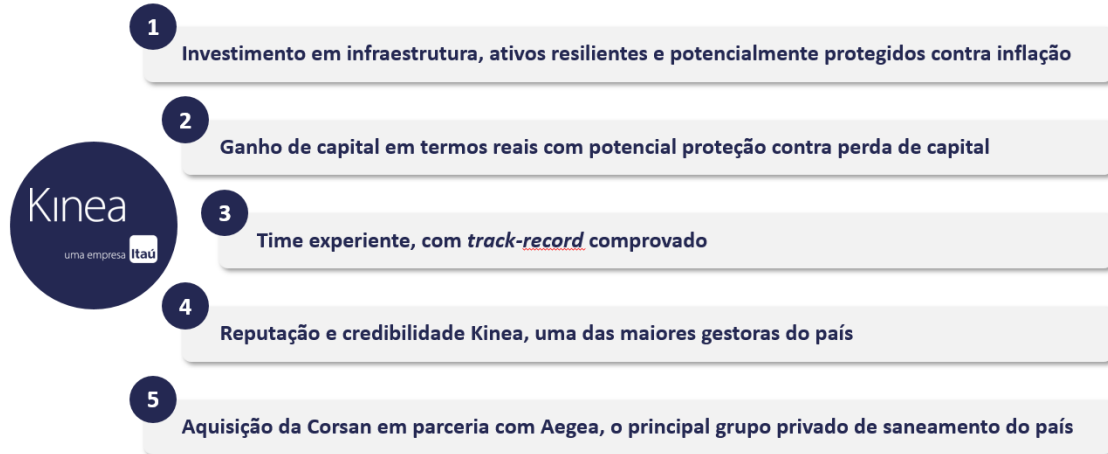 1
Investimento em infraestrutura, ativos resilientes e potencialmente protegidos contra inflação
2
Ganho de capital em termos reais com potencial proteção contra perda de capital
Kinea
uma empresa Itaú
3
Time experiente, com track-record comprovado
4
Reputação e credibilidade Kinea, uma das maiores gestoras do país
5
Aquisição da Corsan em parceria com Aegea, o principal grupo privado de saneamento do país